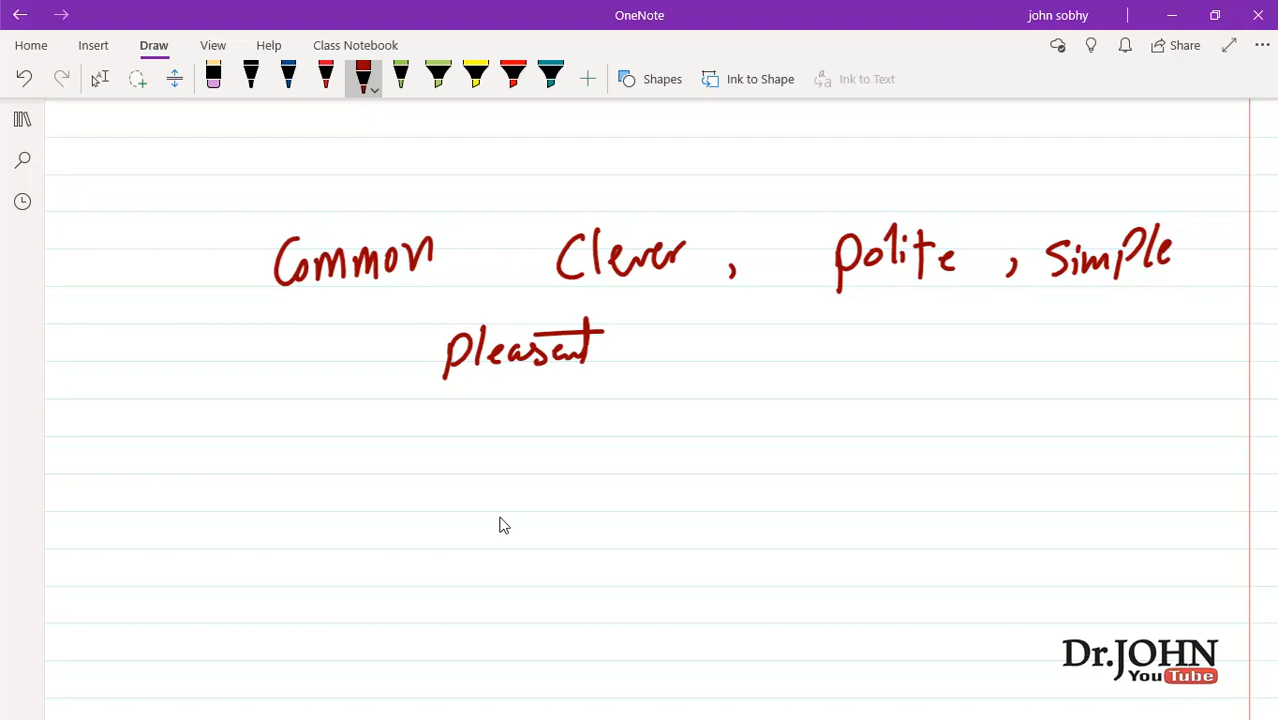 OneNote
john sobhy
Home Insert Draw View Help Class Notebook
Share
Shapes Ink to Shape Ink to Text
Common Clever , polite , simple
pleasent
Dr.JOHN
YouTube